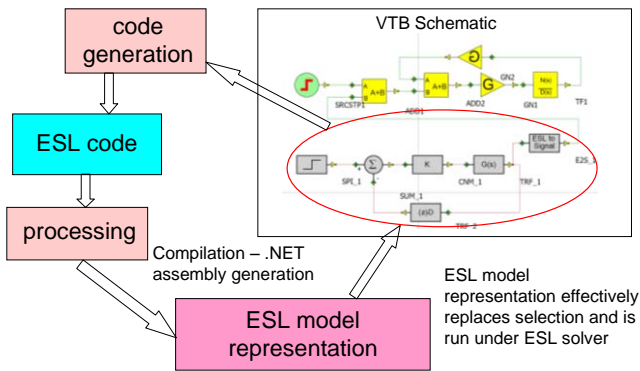 code
generation
VTB Schematic
G
A
B
A+B
SRCSTP1
A
B
A+B
ADD1
G
ADD2
GN2
GN1
N(s)
D(s)
TF1
ESL to
Signal
E2S_1
ESL code
SPI_1
Σ
SUM_1
K
CNM_1
G(s)
TRF_1
G(s)
TRF_2
processing
Compilation – .NET
assembly generation
ESL model
representation
ESL model
representation effectively
replaces selection and is
run under ESL solver